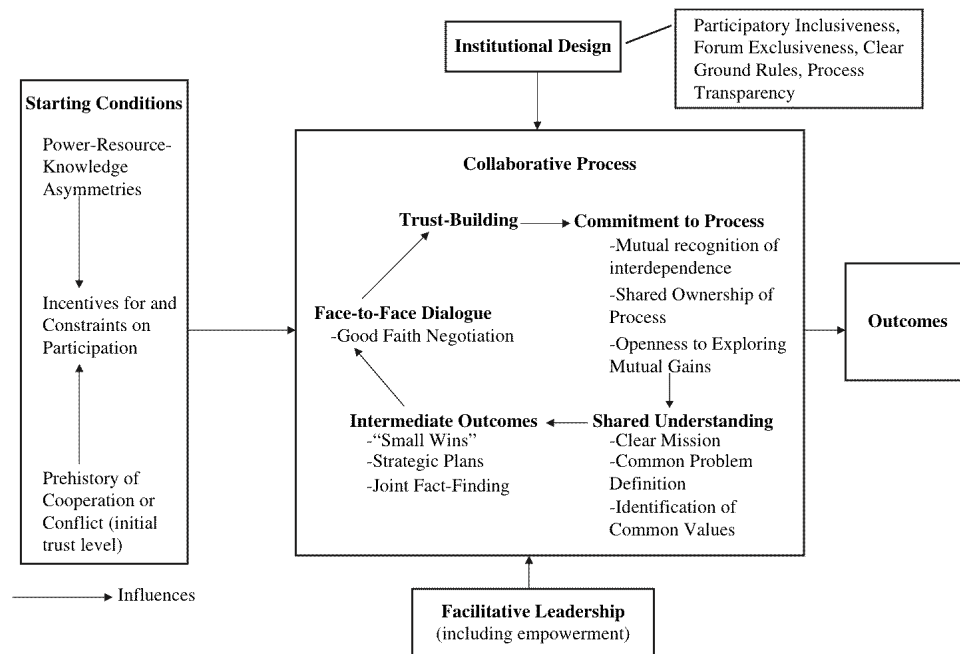 Institutional Design
Participatory Inclusiveness,
Forum Exclusiveness, Clear
Ground Rules, Process
Transparency
Starting Conditions
Power-Resource-
Knowledge
Asymmetries
Incentives for and
Constraints on
Participation
Prehistory of
Cooperation or
Conflict (initial
trust level)
Collaborative Process
Trust-Building
Commitment to Process
-Mutual recognition of
interdependence
-Shared Ownership of
Process
-Openness to Exploring
Mutual Gains
Face-to-Face Dialogue
-Good Faith Negotiation
Intermediate Outcomes
-“Small Wins”
-Strategic Plans
-Joint Fact-Finding
Shared Understanding
-Clear Mission
-Common Problem
Definition
-Identification of
Common Values
Outcomes
Influences
Facilitative Leadership
(including empowerment)